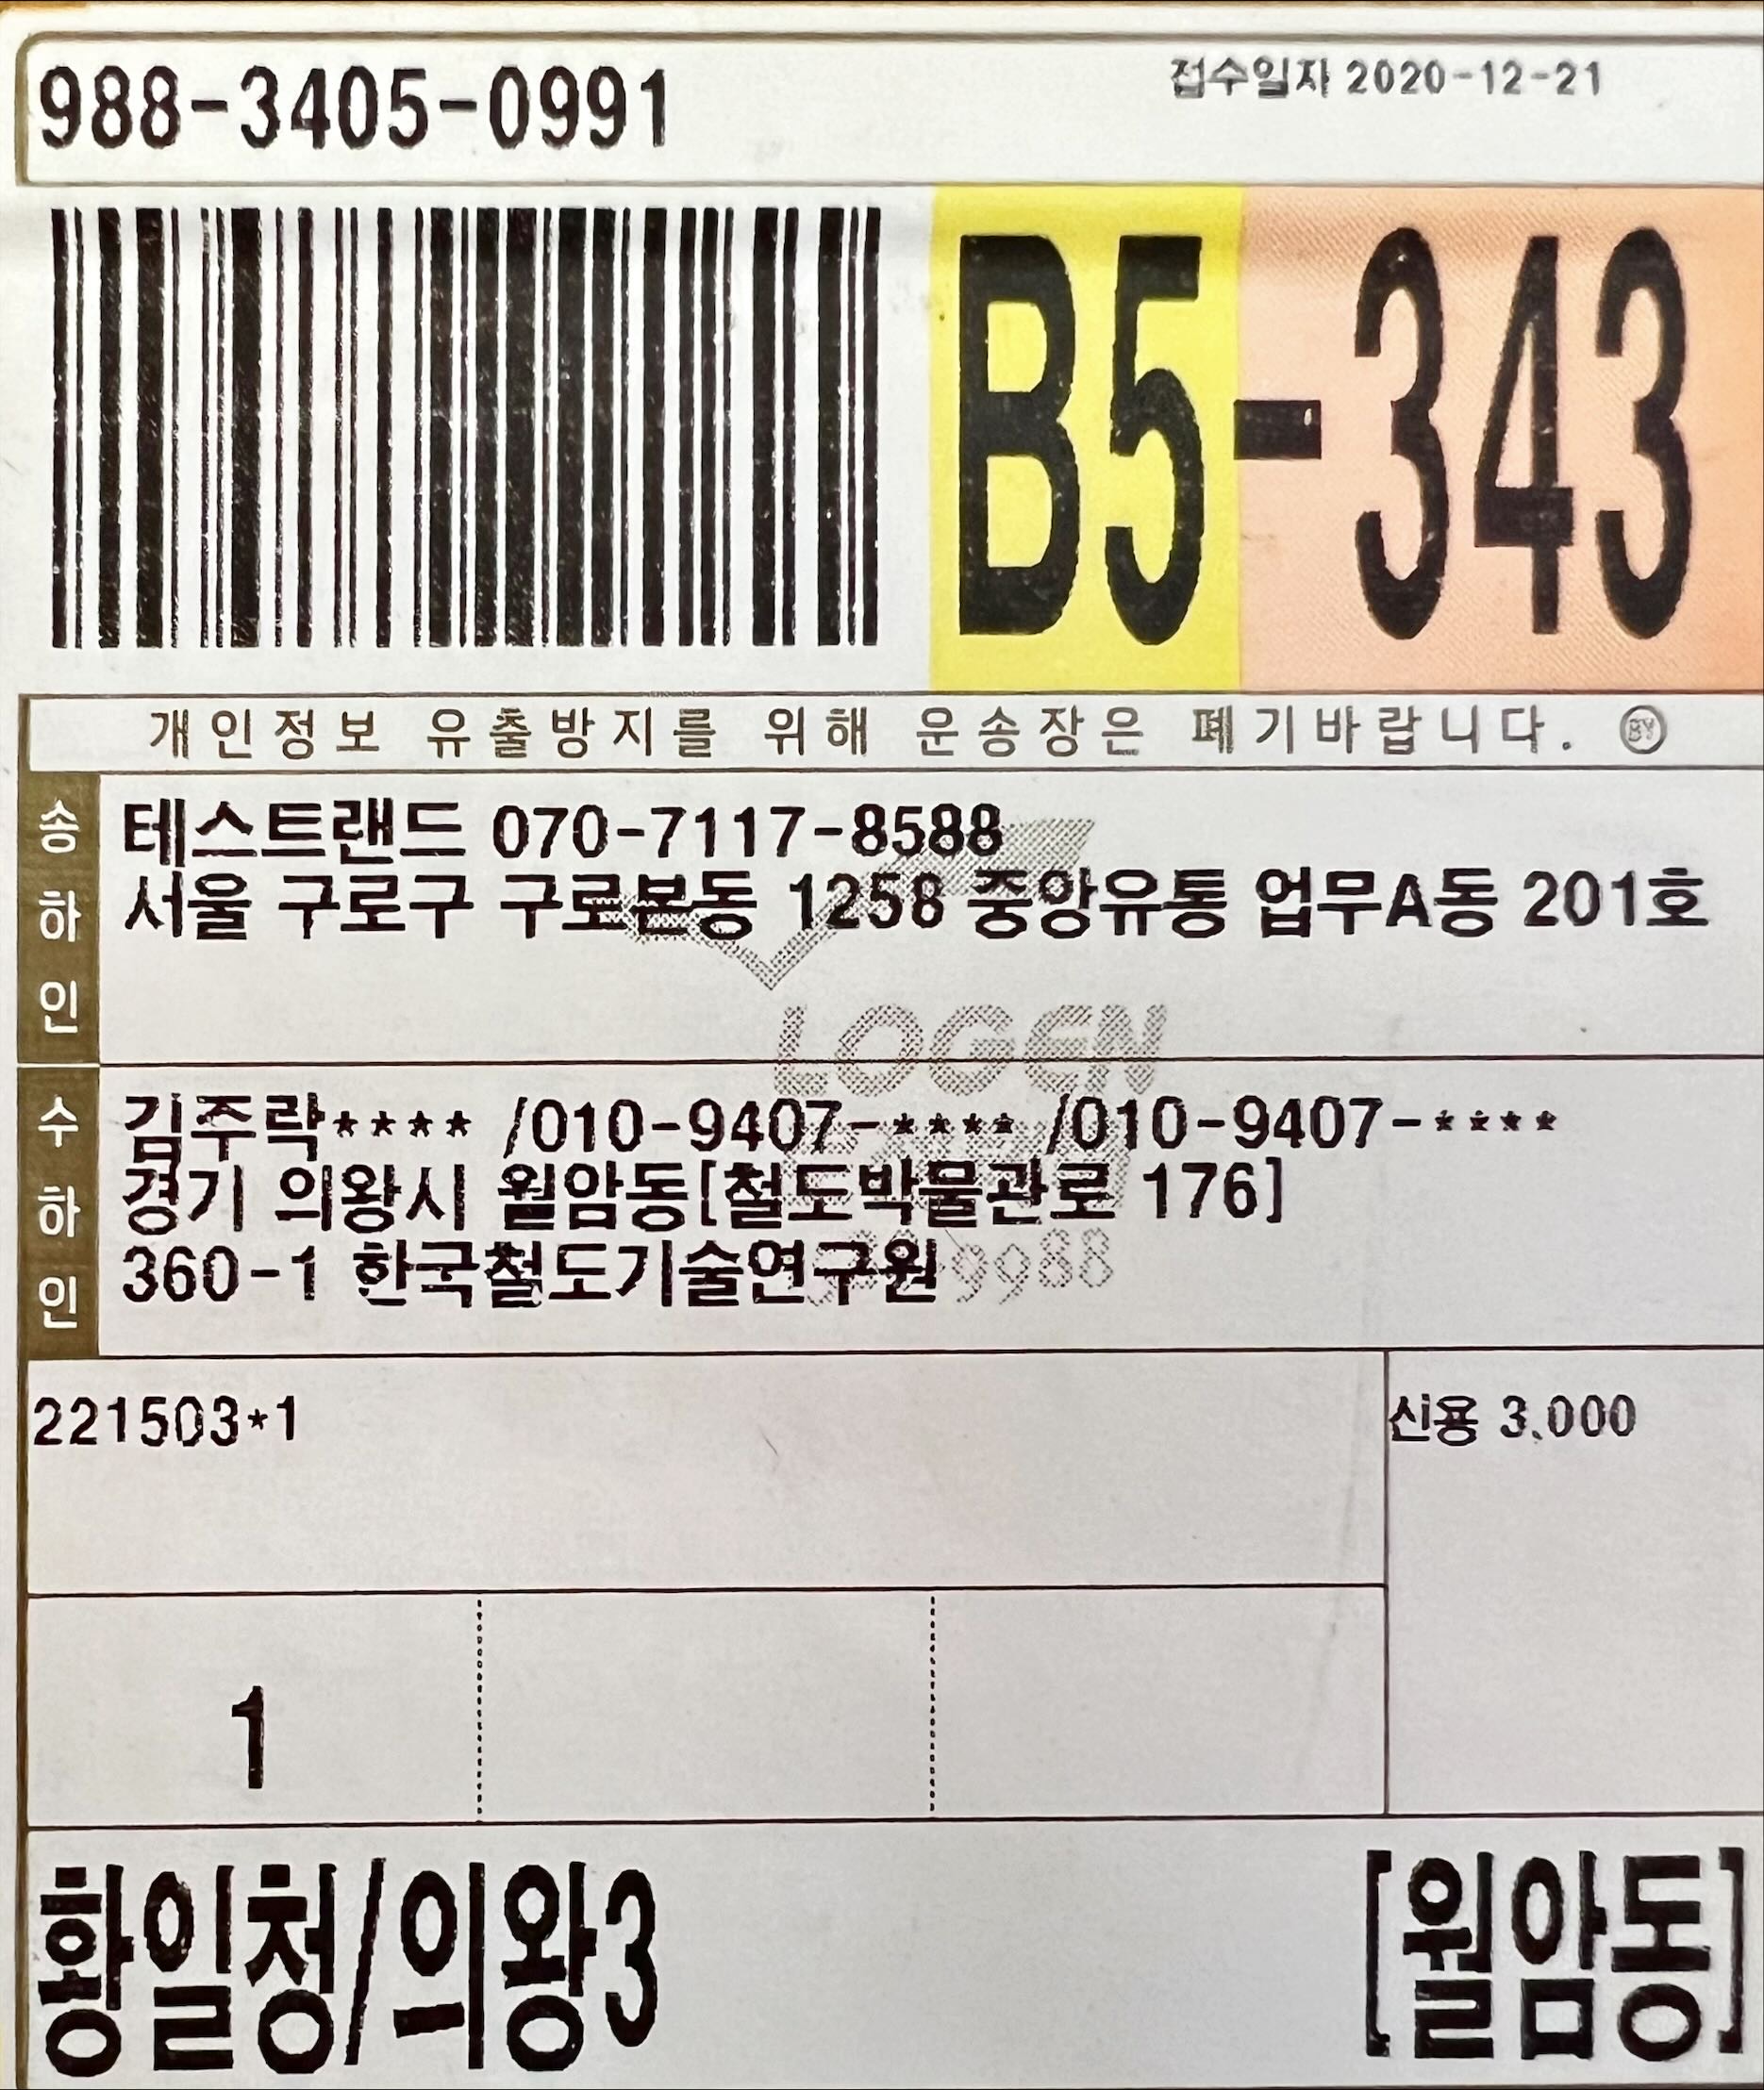 988-3405-0991
접수일자 2020-12-21
B5-343
개인정보 유출방지를 위해 운송장은 폐기바랍니다. BY
송하인
테스트랜드 070-7117-8588
서울 구로구 구로본동 1258 중앙유통 업무A동 201호
LOGEN
수하인
김주락**** /010-9407-**** /010-9407-****
경기 의왕시 월암동[철도박물관로 176]
360-1 한국철도기술연구원
9988
221503*1
신용 3,000
1
황일청/의왕3
[월암동]